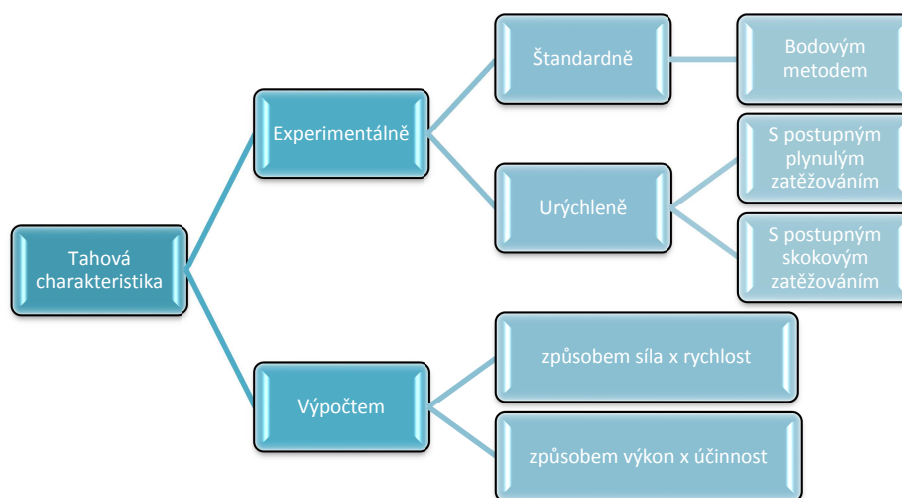 Tahová
charakteristika
Experimentálně
Štandardně
Bodovým
metodem
Urýchleně
S postupným
plynulým
zatěžováním
S postupným
skokovým
zatěžováním
Výpočtem
způsobem síla x rychlost
způsobem výkon x účinnost